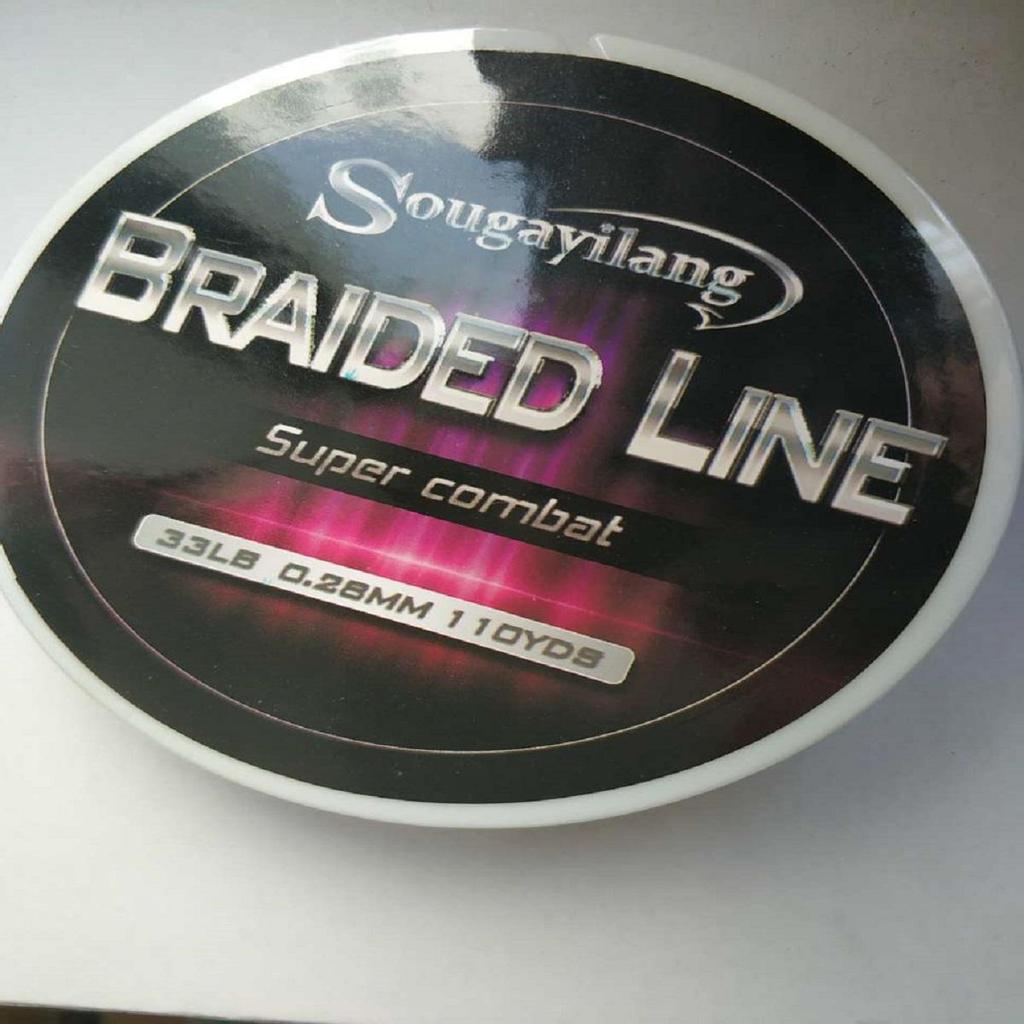 Sougayilang
BRAIDED LINE
Super combat
33LB 0.28MM 110YDS